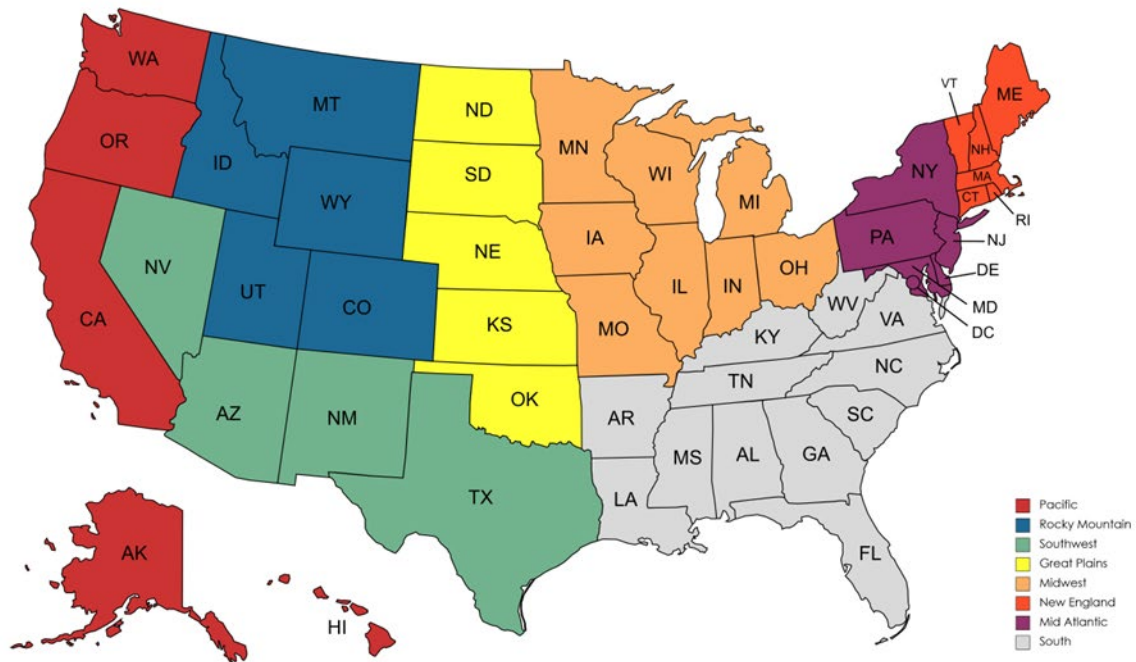 WA
MT
ND
MN
VT
ME
OR
ID
SD
WI
MI
NY
NH
MA
CT
RI
WY
NE
IA
PA
NJ
NV
UT
CO
IL
IN
OH
DE
MD
DC
CA
KS
MO
WV
VA
KY
AZ
NM
OK
AR
TN
NC
SC
TX
LA
MS
AL
GA
FL
AK
HI
Pacific
Rocky Mountain
Southwest
Great Plains
Midwest
New England
Mid Atlantic
South